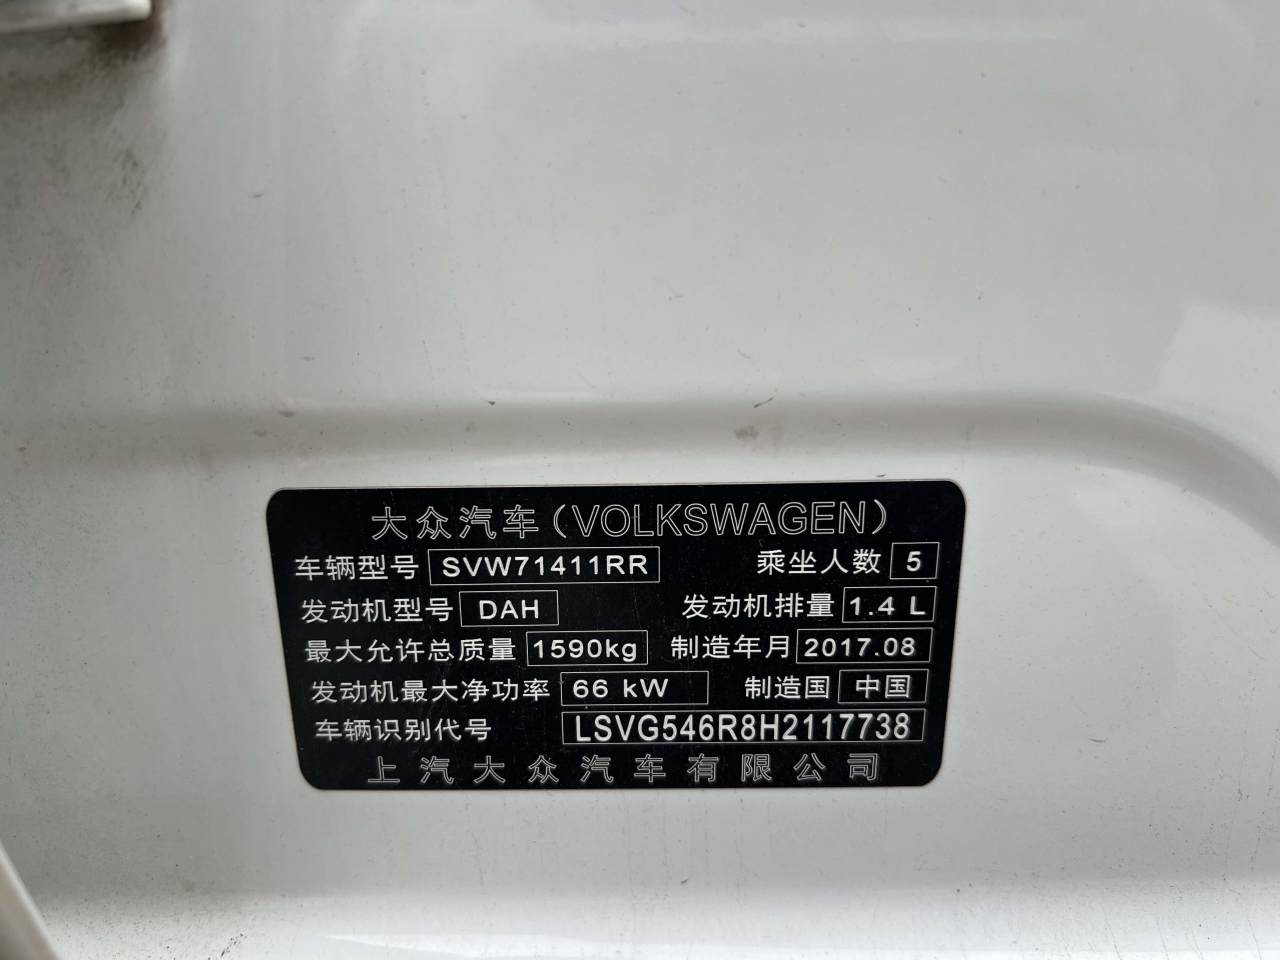 大众汽车（VOLKSWAGEN）
车辆型号 SVW71411RR 乘坐人数 5
发动机型号 DAH 发动机排量 1.4 L
最大允许总质量 1590kg 制造年月 2017.08
发动机最大净功率 66 kW 制造国 中国
车辆识别代号 LSVG546R8H2117738
上汽大众汽车有限公司